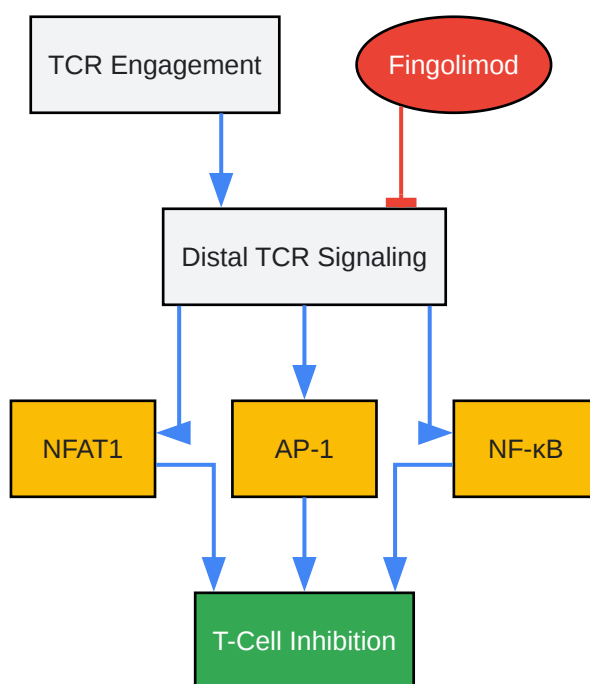 TCR Engagement
Fingolimod
Distal TCR Signaling
NFAT1
AP-1
NF-κB
T-Cell Inhibition